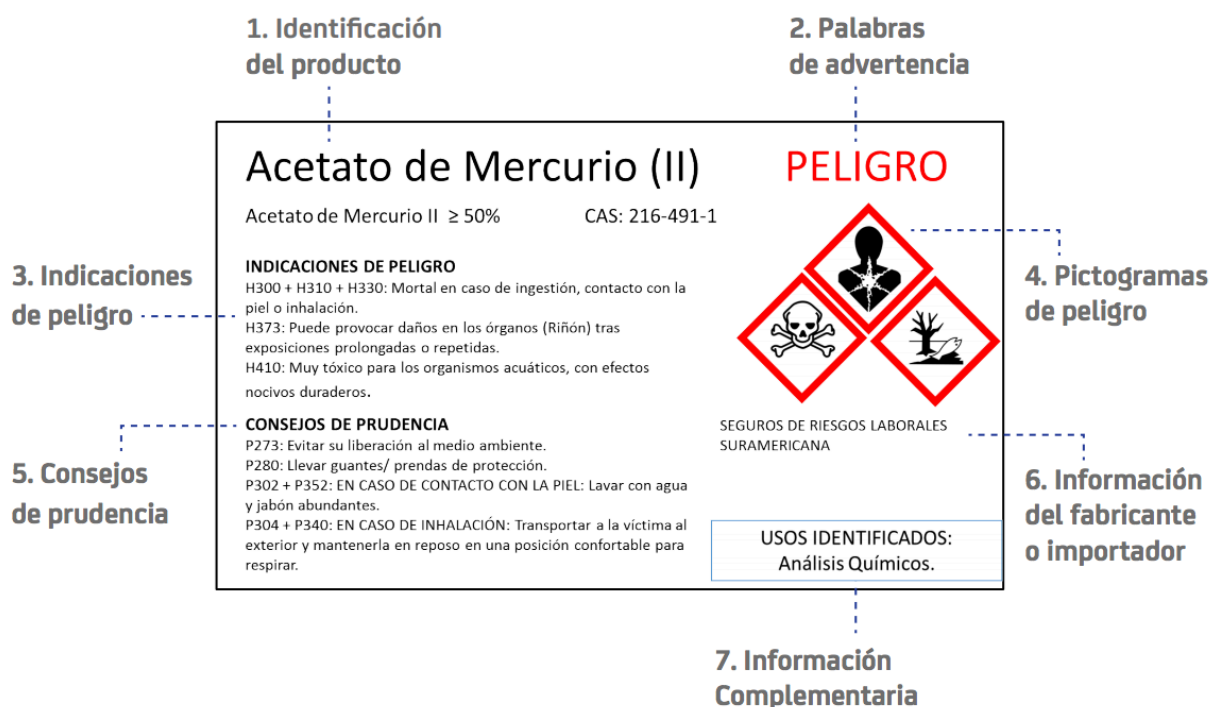 1. Identificación
del producto
2. Palabras
de advertencia
Acetato de Mercurio (II)
PELIGRO
Acetato de Mercurio II ≥ 50%
CAS: 216-491-1
3. Indicaciones
de peligro
INDICACIONES DE PELIGRO
H300 + H310 + H330: Mortal en caso de ingestión, contacto con la
piel o inhalación.
H373: Puede provocar daños en los órganos (Riñón) tras
exposiciones prolongadas o repetidas.
H410: Muy tóxico para los organismos acuáticos, con efectos
nocivos duraderos.
4. Pictogramas
de peligro
5. Consejos
de prudencia
CONSEJOS DE PRUDENCIA
P273: Evitar su liberación al medio ambiente.
P280: Llevar guantes/ prendas de protección.
P302 + P352: EN CASO DE CONTACTO CON LA PIEL: Lavar con agua
y jabón abundantes.
P304 + P340: EN CASO DE INHALACIÓN: Transportar a la víctima al
exterior y mantenerla en reposo en una posición confortable para
respirar.
SEGUROS DE RIESGOS LABORALES
SURAMERICANA
6. Información
del fabricante
o importador
USOS IDENTIFICADOS:
Análisis Químicos.
7. Información
Complementaria